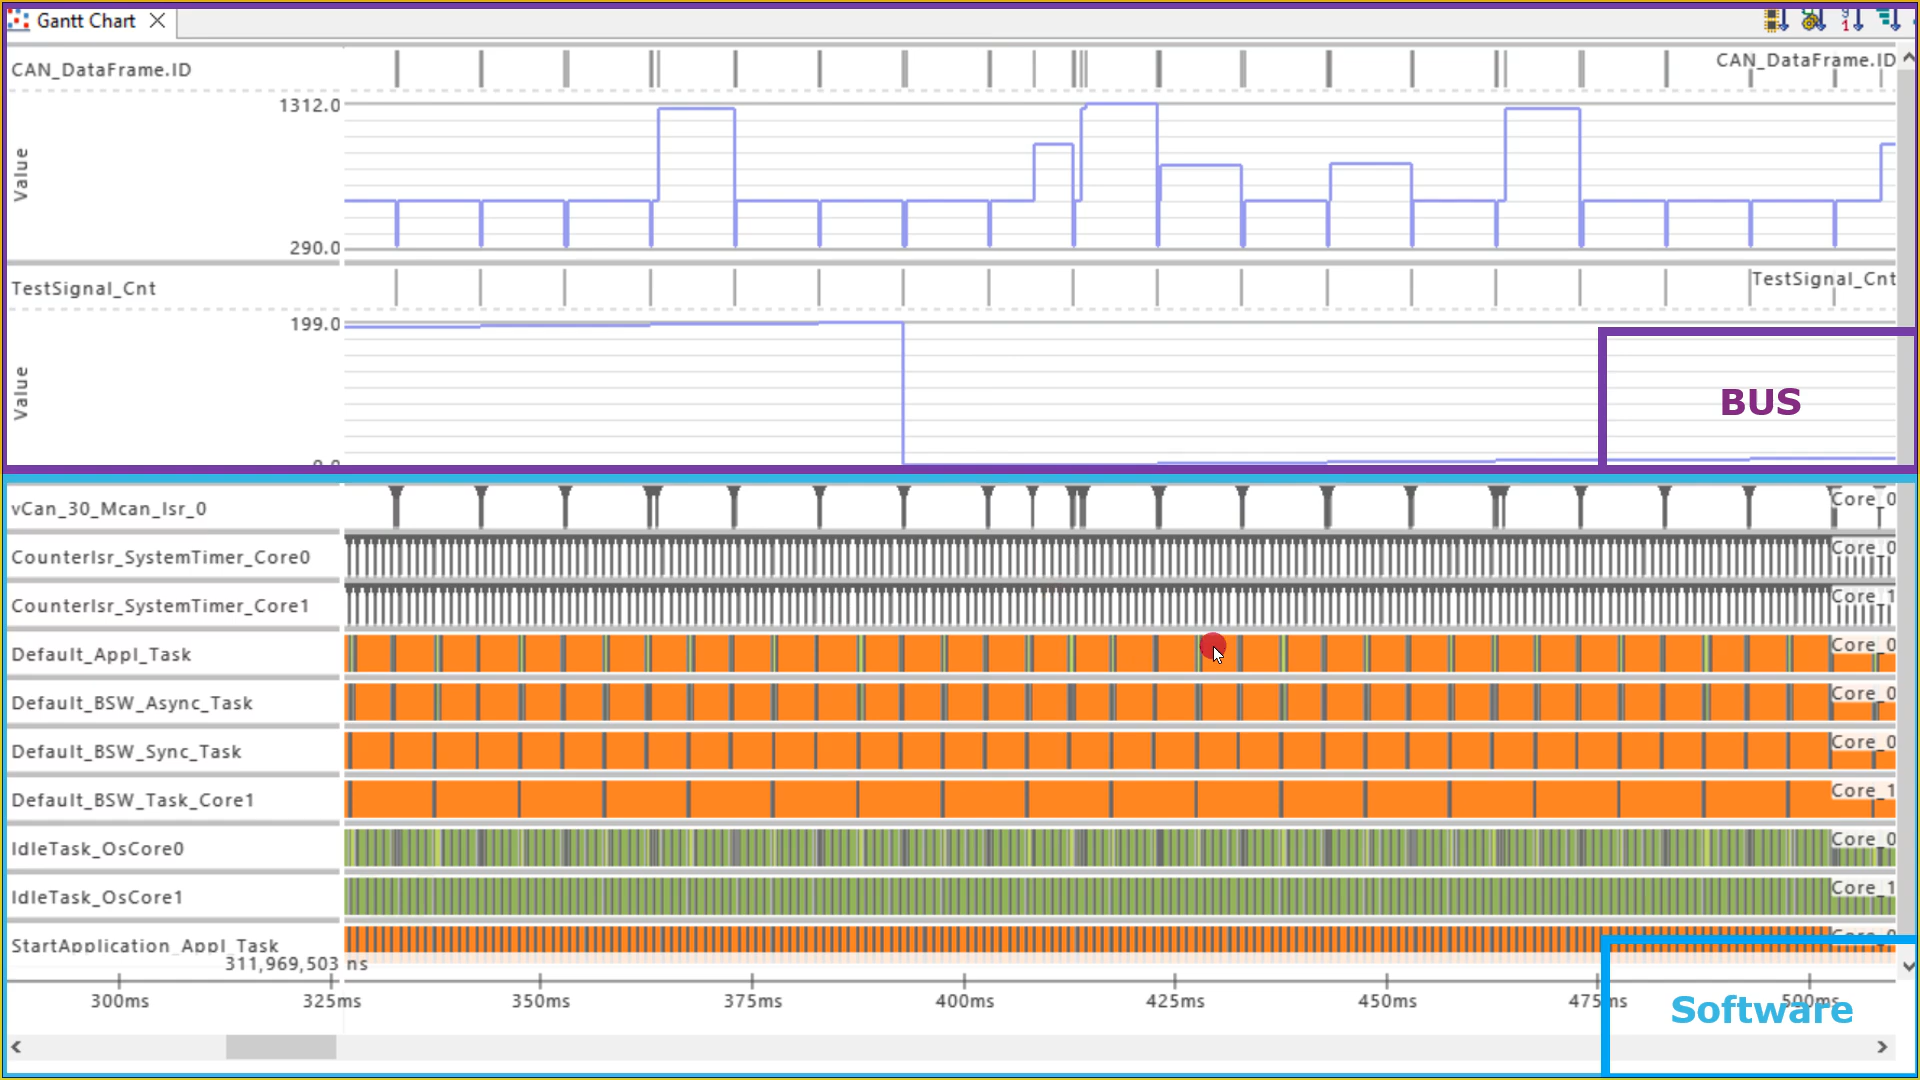 Gantt Chart
CAN_DataFrame.ID
CAN_DataFrame.ID
1312.0
Value
290.0
TestSignal_Cnt
TestSignal_Cnt
199.0
Value
BUS
vCan_30_Mcan_Isr_0
Core_0
CounterIsr_SystemTimer_Core0
Core_0
CounterIsr_SystemTimer_Core1
Core_1
Default_Appl_Task
Core_0
Default_BSW_Async_Task
Core_0
Default_BSW_Sync_Task
Core_0
Default_BSW_Task_Core1
Core_1
IdleTask_OsCore0
Core_0
IdleTask_OsCore1
Core_1
StartApplication_Appl_Task
311,969,503 ns
300ms 325ms 350ms 375ms 400ms 425ms 450ms 475ms 500ms
Software